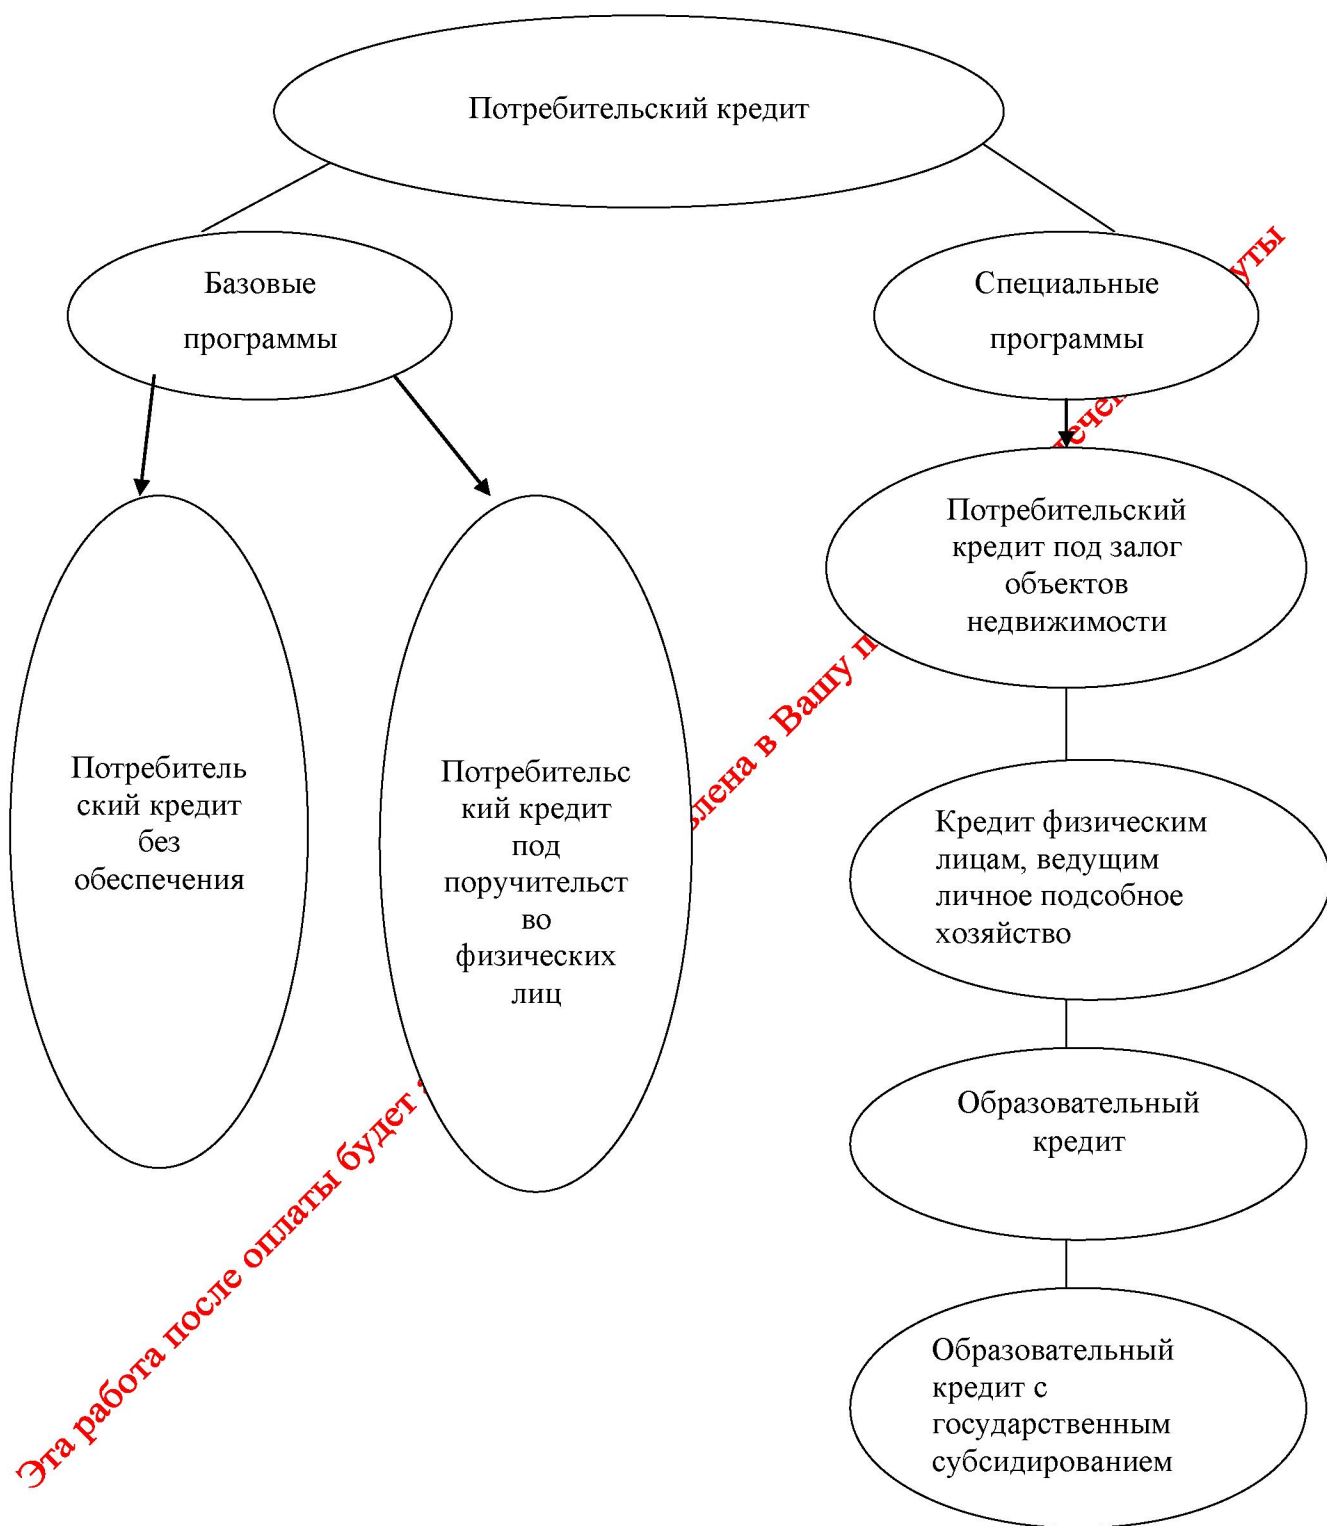 Потребительский кредит
Базовые
программы
Специальные
программы
Потребитель
ский кредит
без
обеспечения
Потребительс
кий кредит
под
поручительст
во
физических
лиц
Потребительский
кредит под залог
объектов
недвижимости
Кредит физическим
лицам, ведущим
личное подсобное
хозяйство
Образовательный
кредит
Образовательный
кредит с
государственным
субсидированием
Эта работа после оплаты будет в Вашу